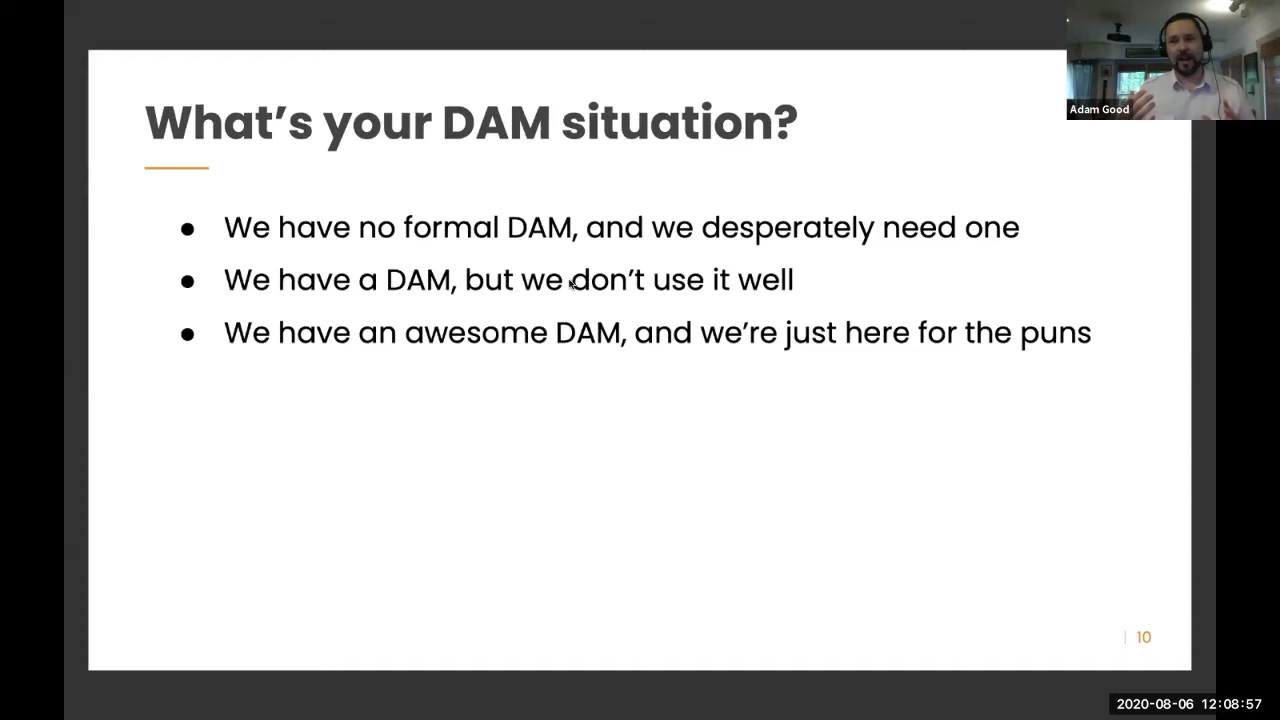 Adam Good
What's your DAM situation?
● We have no formal DAM, and we desperately need one
● We have a DAM, but we don't use it well
● We have an awesome DAM, and we're just here for the puns
| 10
2020-08-06 12:08:57